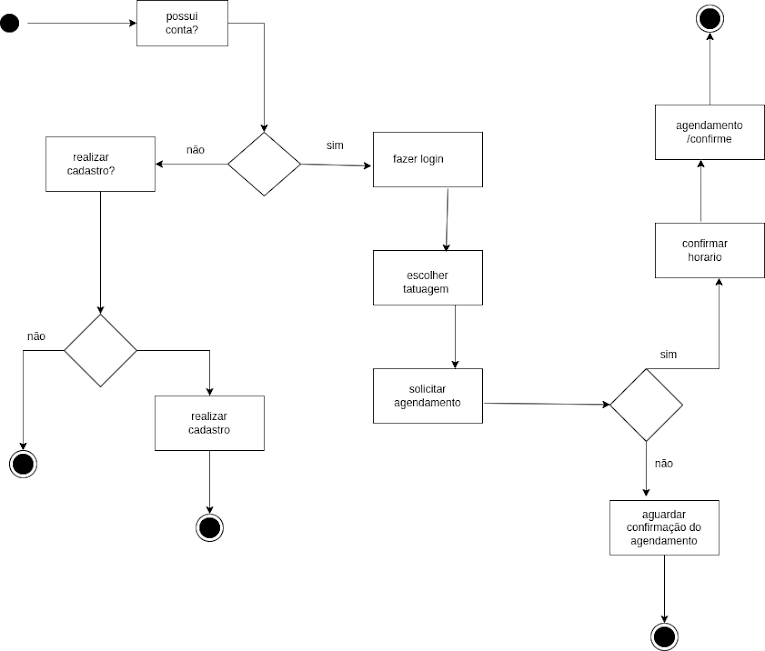 possui
conta?
não
sim
realizar
cadastro?
fazer login
agendamento
/confirme
escolher
tatuagem
confirmar
horario
não
realizar
cadastro
solicitar
agendamento
sim
não
aguardar
confirmação do
agendamento